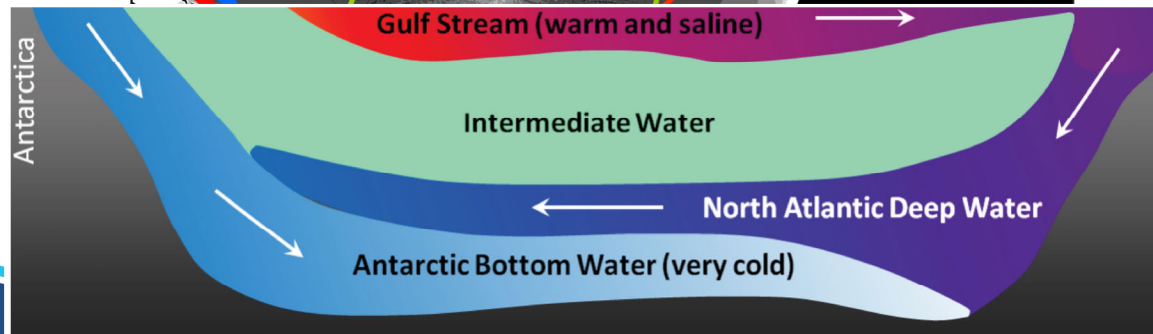 Gulf Stream (warm and saline)
Antarctica
Intermediate Water
North Atlantic Deep Water
Antarctic Bottom Water (very cold)